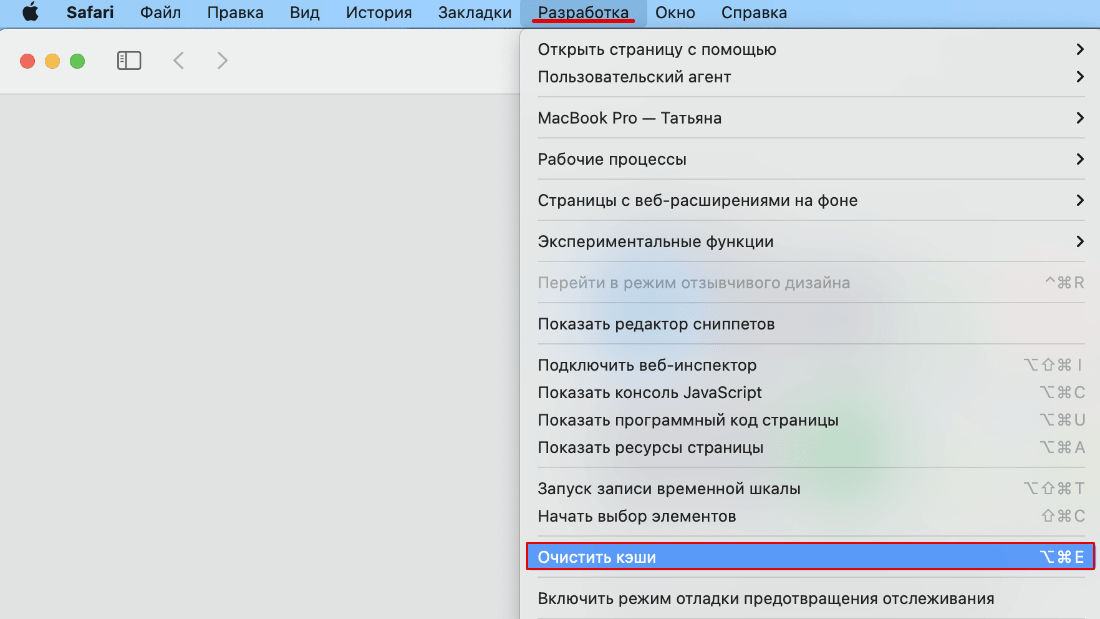 Safari Файл Правка Вид История Закладки Разработка Окно Справка
Открыть страницу с помощью
Пользовательский агент
MacBook Pro — Татьяна
Рабочие процессы
Страницы с веб-расширениями на фоне
Экспериментальные функции
Перейти в режим отзывчивого дизайна ^⌘R
Показать редактор сниппетов
Подключить веб-инспектор ⌥⇧⌘I
Показать консоль JavaScript ⌥⌘C
Показать программный код страницы ⌥⌘U
Показать ресурсы страницы ⌥⌘A
Запуск записи временной шкалы ⌥⇧⌘T
Начать выбор элементов ⇧⌘C
Очистить кэши ⌥⌘E
Включить режим отладки предотвращения отслеживания